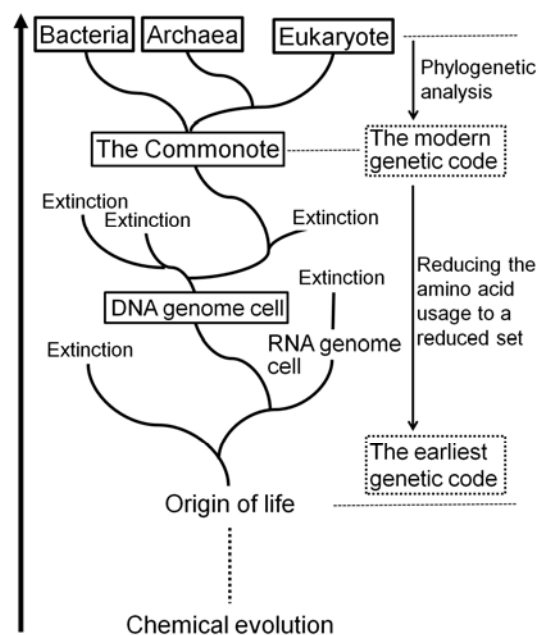 Bacteria
Archaea
Eukaryote
Phylogenetic
analysis
The Commonote
The modern
genetic code
Extinction
Extinction
Extinction
Extinction
Reducing the
amino acid
usage to a
reduced set
DNA genome cell
RNA genome
cell
Extinction
The earliest
genetic code
Origin of life
Chemical evolution